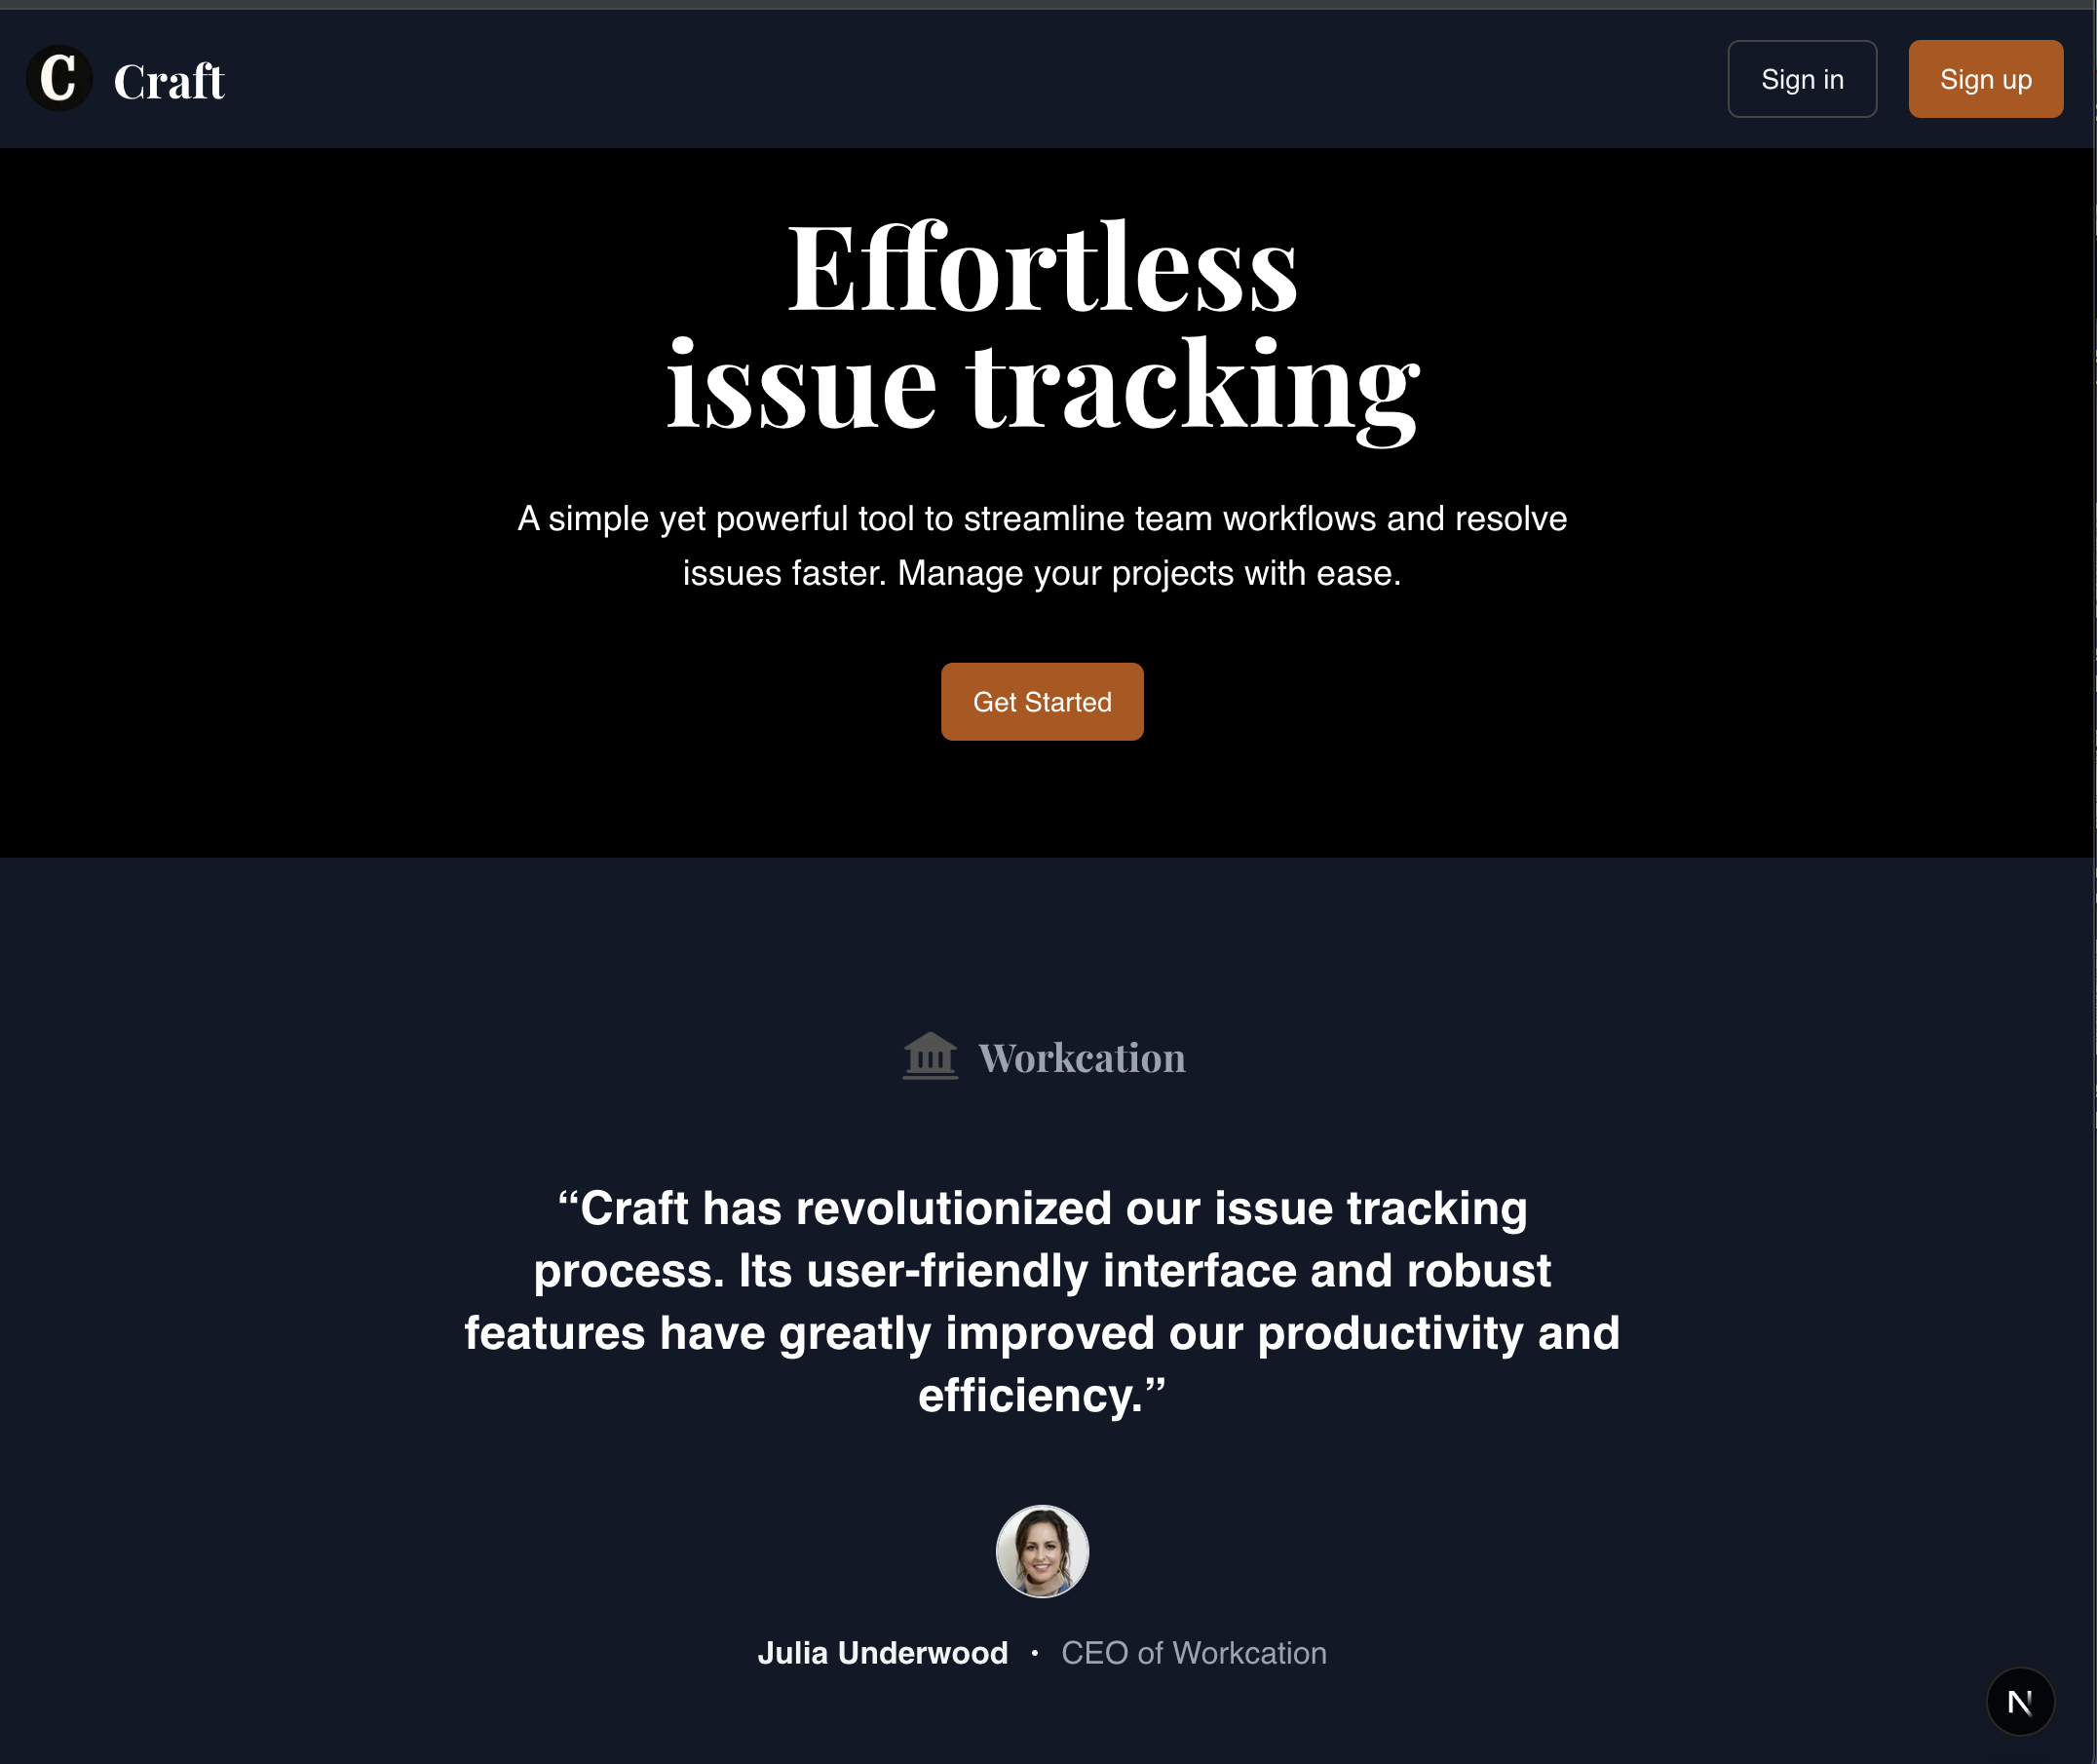 C Craft
Sign in
Sign up
Effortless
issue tracking
A simple yet powerful tool to streamline team workflows and resolve
issues faster. Manage your projects with ease.
Get Started
Workcation
“Craft has revolutionized our issue tracking
process. Its user-friendly interface and robust
features have greatly improved our productivity and
efficiency.”
Julia Underwood • CEO of Workcation
N